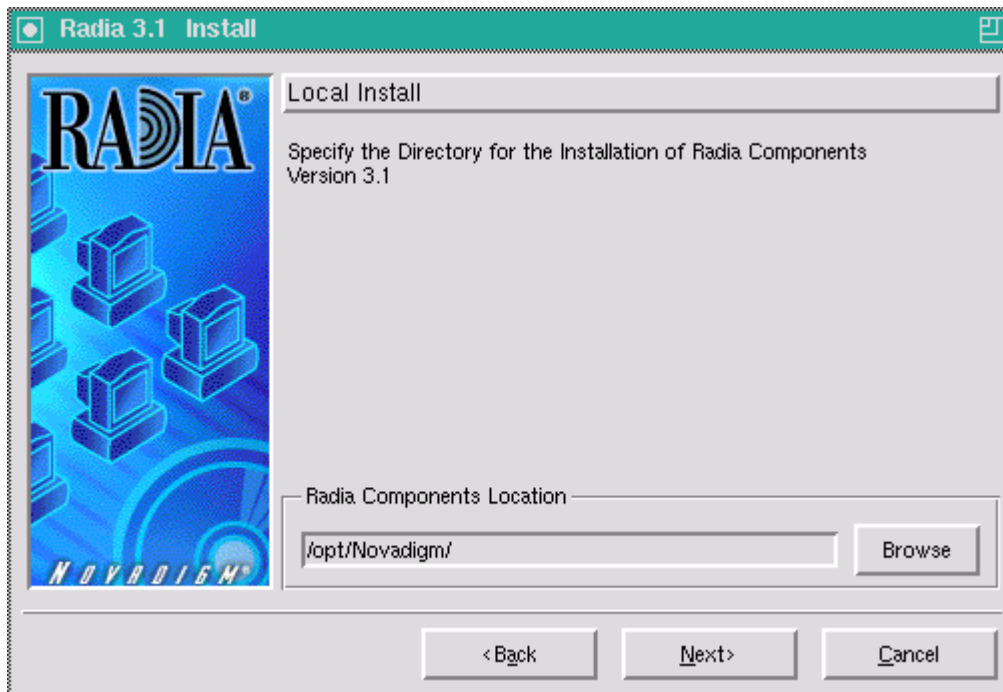 Radia 3.1 Install
RADIA®
Local Install
Specify the Directory for the Installation of Radia Components
Version 3.1
Radia Components Location
/opt/Novadigm/
Browse
NOVADIGM®
<Back
Next>
Cancel